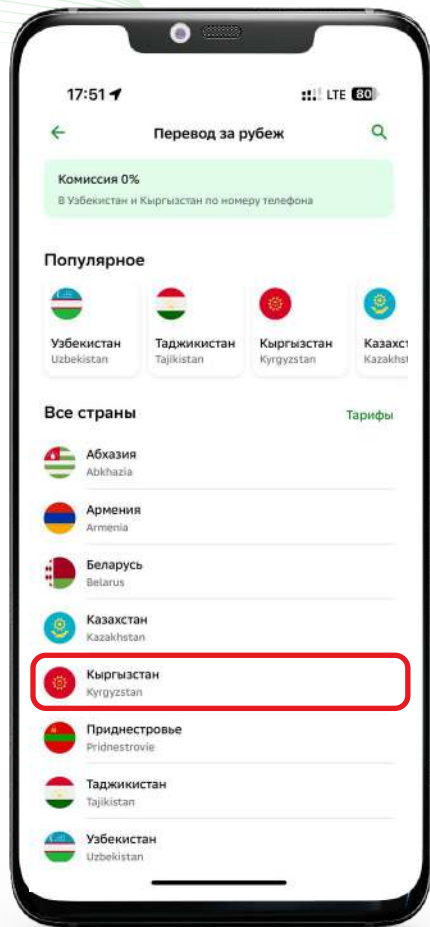 17:51
LTE 80
Перевод за рубеж
Комиссия 0%
В Узбекистан и Кыргызстан по номеру телефона
Популярное
Узбекистан
Uzbekistan
Таджикистан
Tajikistan
Кыргызстан
Kyrgyzstan
Казахст
Kazakhst
Все страны
Тарифы
Абхазия
Abkhazia
Армения
Armenia
Беларусь
Belarus
Казахстан
Kazakhstan
Кыргызстан
Kyrgyzstan
Приднестровье
Pridnestrovie
Таджикистан
Tajikistan
Узбекистан
Uzbekistan